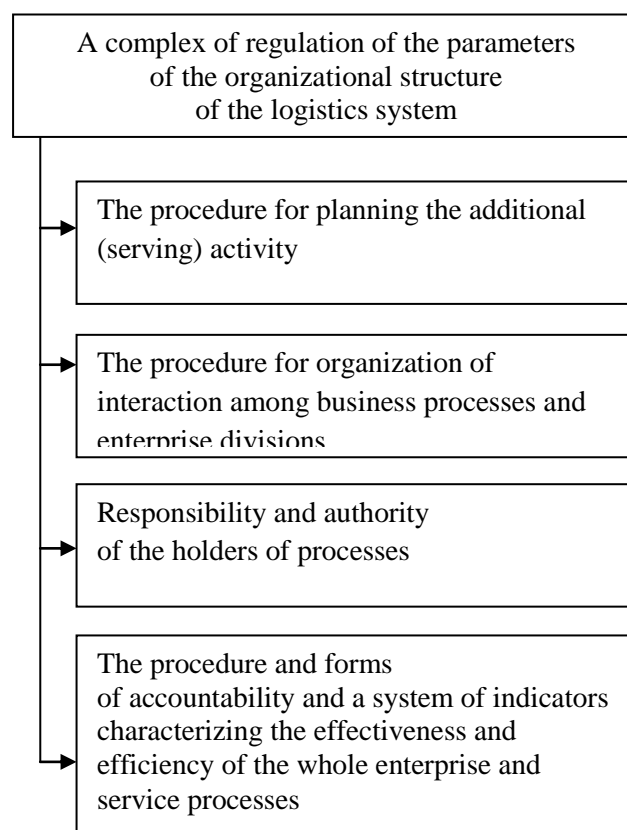 A complex of regulation of the parameters
of the organizational structure
of the logistics system
The procedure for planning the additional
(serving) activity
The procedure for organization of
interaction among business processes and
enterprise divisions
Responsibility and authority
of the holders of processes
The procedure and forms
of accountability and a system of indicators
characterizing the effectiveness and
efficiency of the whole enterprise and
service processes